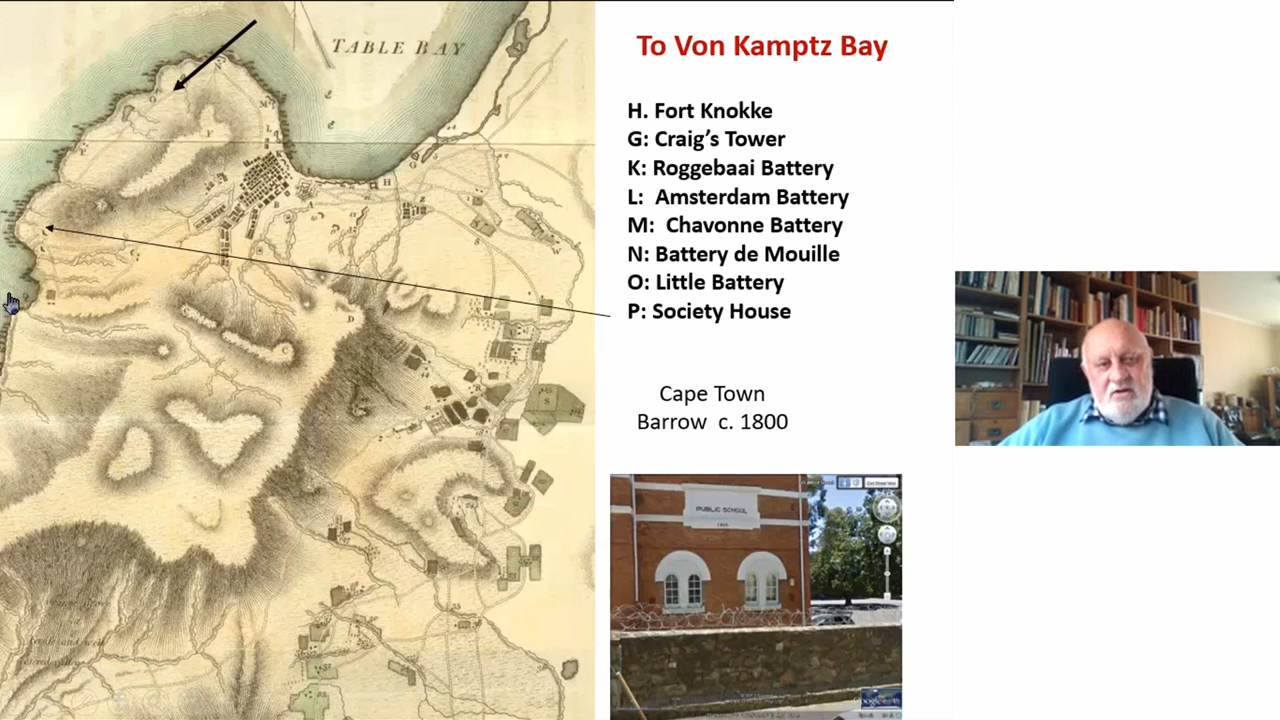 TABLE BAY
To Von Kamptz Bay
H. Fort Knokke
G: Craig's Tower
K: Roggebaai Battery
L: Amsterdam Battery
M: Chavonne Battery
N: Battery de Mouille
O: Little Battery
P: Society House
Cape Town
Barrow c. 1800
PUBLIC SCHOOL